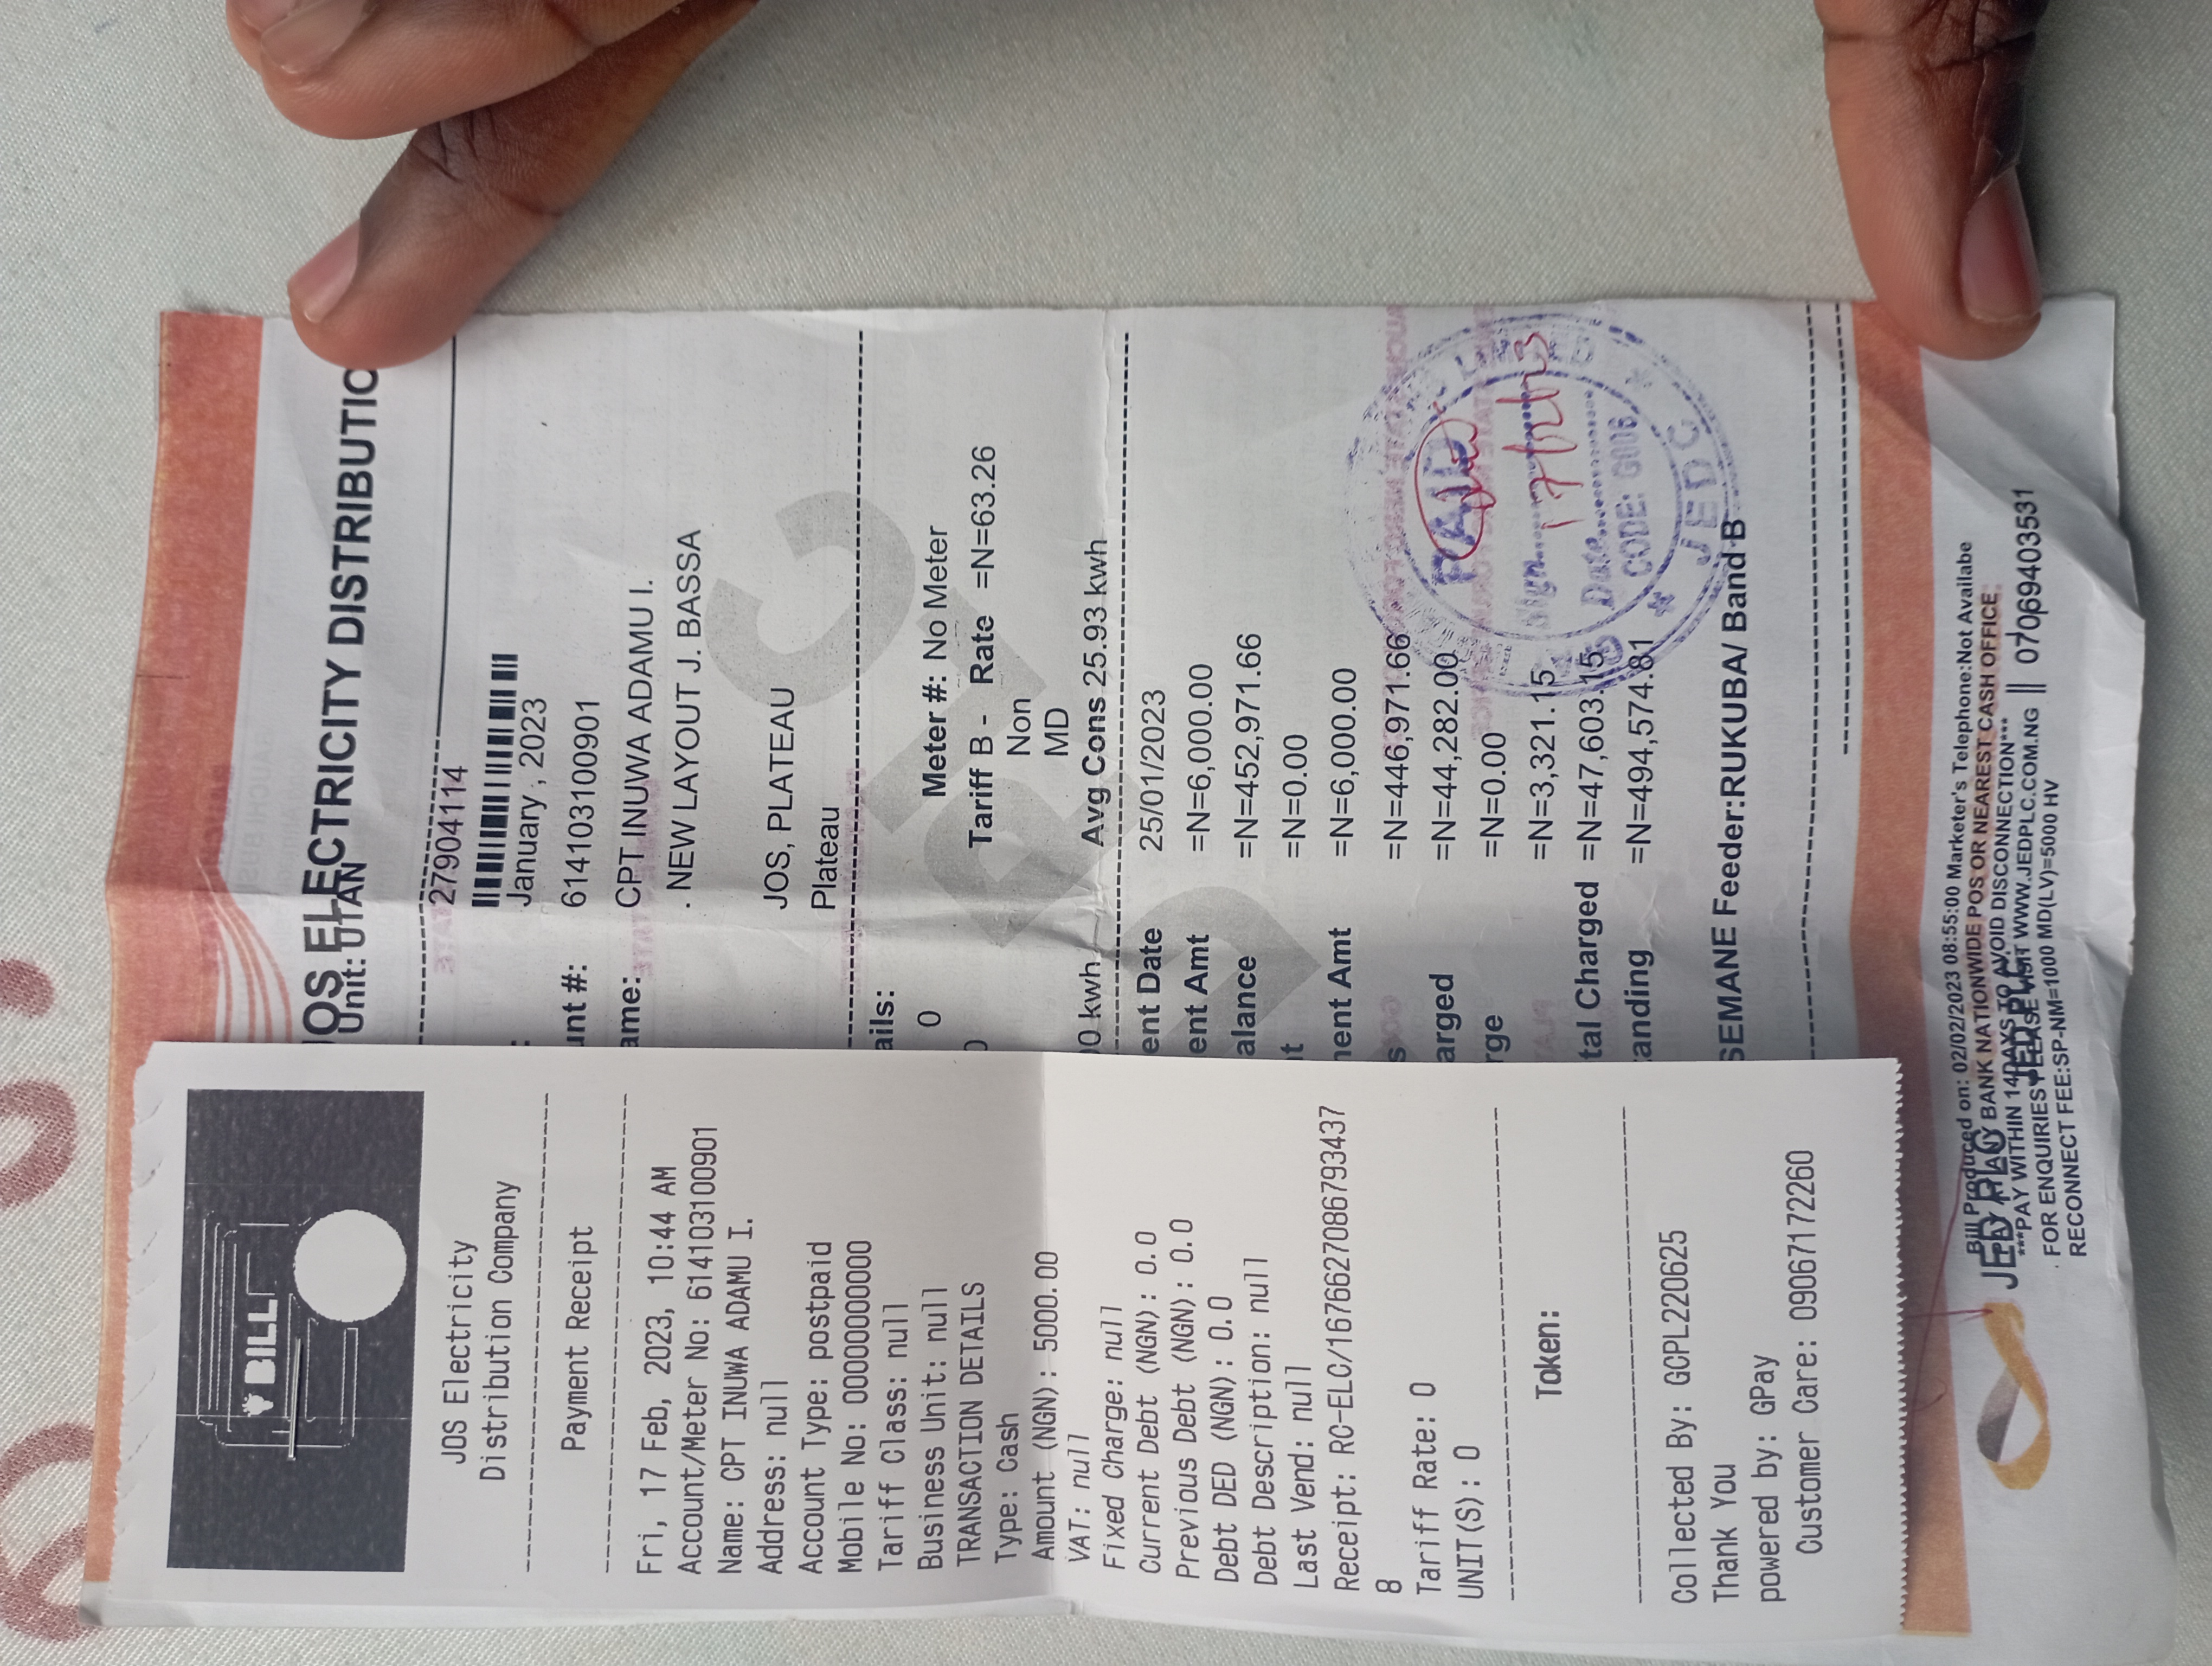 BILL
JOS Electricity
Distribution Company
Payment Receipt
Fri, 17 Feb, 2023, 10:44 AM
Account/Meter No: 614103100901
Name: CPT INUWA ADAMU I.
Address: null
Account Type: postpaid
Mobile No: 00000000000
Tariff Class: null
Business Unit: null
TRANSACTION DETAILS
Type: Cash
Amount (NGN): 5000.00
VAT: null
Fixed Charge: null
Current Debt (NGN): 0.0
Previous Debt (NGN): 0.0
Debt DED (NGN): 0.0
Debt Description: null
Last Vend: null
Receipt: RC-ELC/1676627086793437
8
Tariff Rate: 0
UNIT(S): 0
Token:
Collected By: GCPL220625
Thank You
powered by: GPay
Customer Care: 09067172260
JOS ELECTRICITY DISTRIBUTIO
Unit: UTAN
27904114
: January , 2023
unt #: 614103100901
ame: CPT INUWA ADAMU I.
. NEW LAYOUT J. BASSA
JOS, PLATEAU
Plateau
ails:
0 Meter #: No Meter
0 Tariff B - Rate =N=63.26
Non
MD
00 kwh Avg Cons 25.93 kwh
ent Date 25/01/2023
ent Amt =N=6,000.00
alance =N=452,971.66
t =N=0.00
nent Amt =N=6,000.00
s =N=446,971.66
arged =N=44,282.00
rge =N=0.00
=N=3,321.15
tal Charged =N=47,603.15
anding =N=494,574.81
SEMANE Feeder:RUKUBA/ Band B
PAID
Sign.
17/2/23
Date
CODE: G006
JEDC
Bill Produced on: 02/02/2023 08:55:00 Marketer's Telephone:Not Availabe
JED PLC
PAY AT ANY BANK NATIONWIDE POS OR NEAREST CASH OFFICE
***PAY WITHIN 14DAYS TO AVOID DISCONNECTION***
JED PLC.
. FOR ENQUIRIES PLEASE VISIT WWW.JEDPLC.COM.NG || 07069403531
RECONNECT FEE:SP-NM=1000 MD(LV)=5000 HV